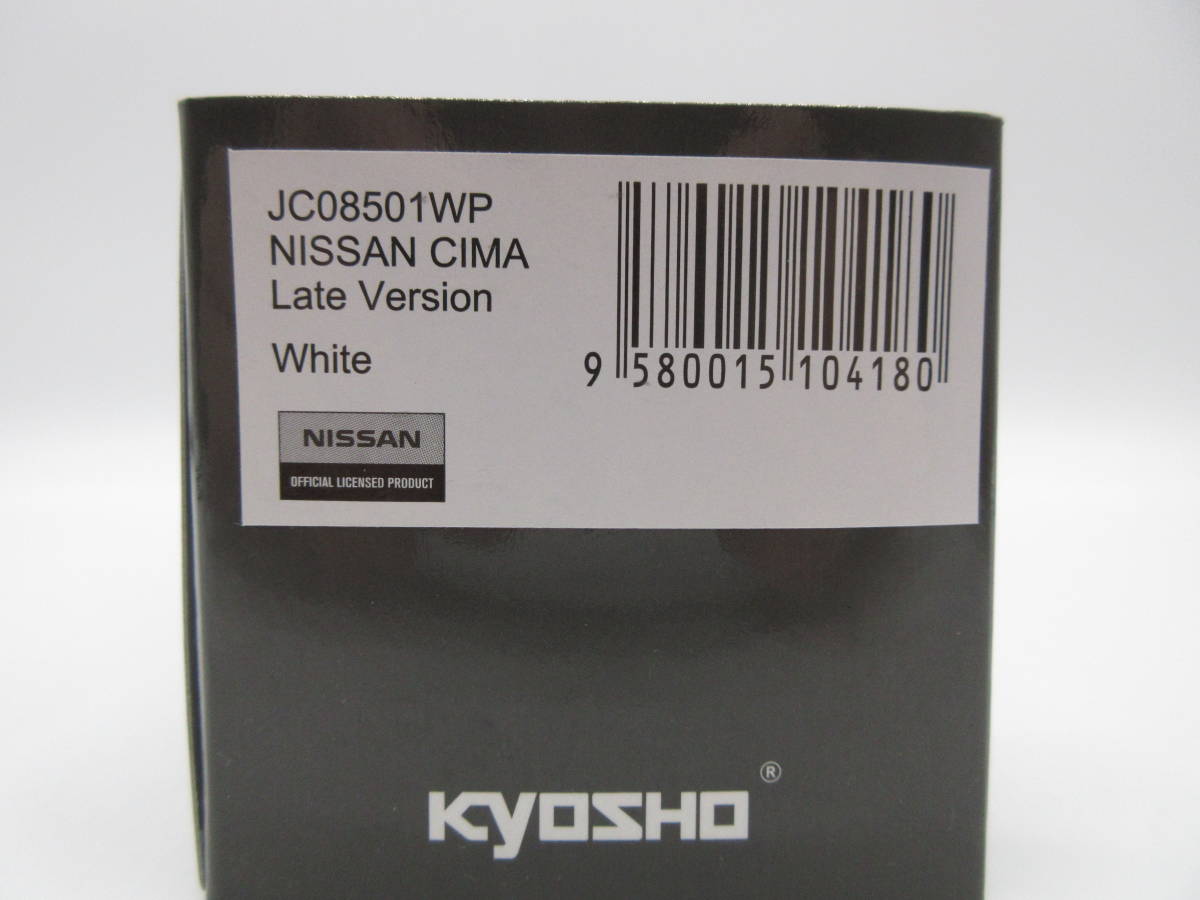 JC08501WP
NISSAN CIMA
Late Version
White
9 580015 104180
NISSAN
OFFICIAL LICENSED PRODUCT
KYOSHO®